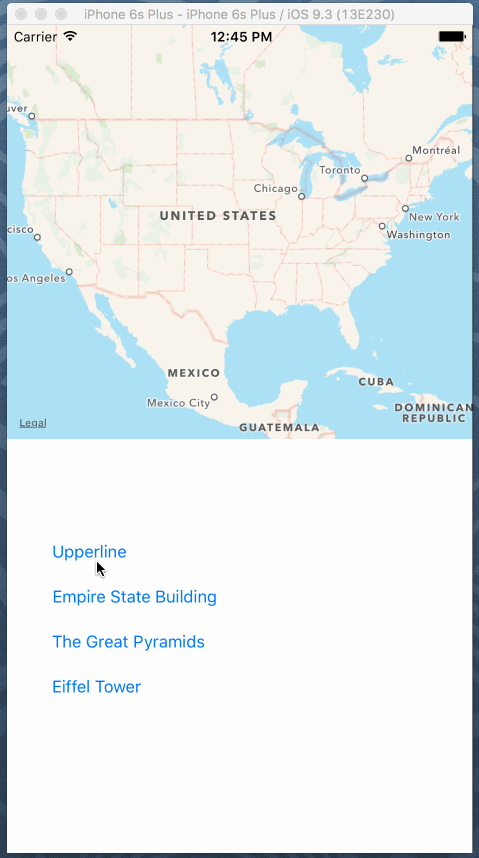 iPhone 6s Plus - iPhone 6s Plus / iOS 9.3 (13E230)
Carrier 12:45 PM
uver
Montréal
Toronto
Chicago
UNITED STATES
New York
cisco
Washington
os Angeles
MEXICO
CUBA
Mexico City
DOMINICAN
REPUBLIC
Legal
GUATEMALA
Upperline
Empire State Building
The Great Pyramids
Eiffel Tower